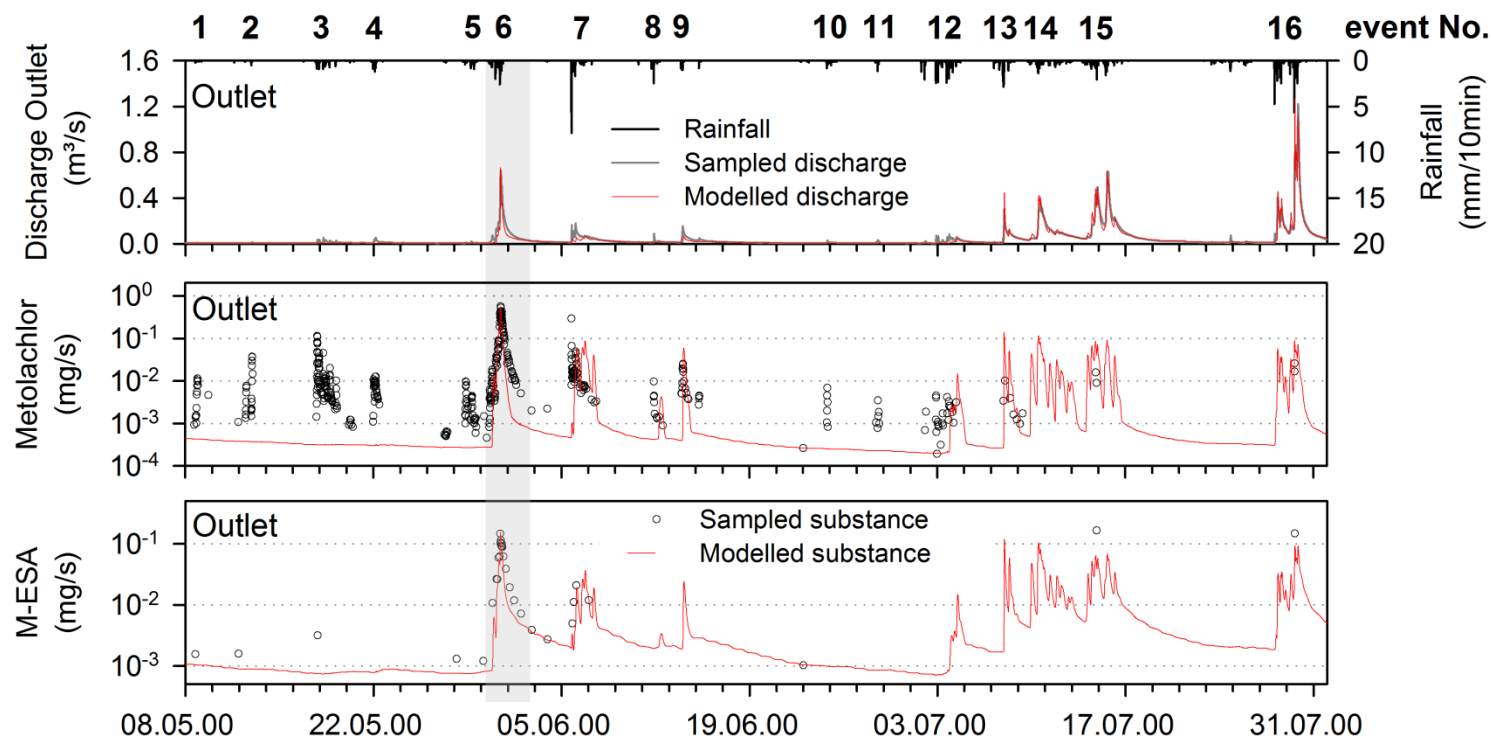 1 2 3 4 5 6 7 8 9 10 11 12 13 14 15 16 event No.
Discharge Outlet
(m³/s)
1.6
1.2
0.8
0.4
0.0
Outlet
Rainfall
Sampled discharge
Modelled discharge
0
5
10
15
20
Rainfall
(mm/10min)
Metolachlor
(mg/s)
10⁰
10⁻¹
10⁻²
10⁻³
10⁻⁴
Outlet
M-ESA
(mg/s)
10⁻¹
10⁻²
10⁻³
Outlet
Sampled substance
Modelled substance
08.05.00 22.05.00 05.06.00 19.06.00 03.07.00 17.07.00 31.07.00